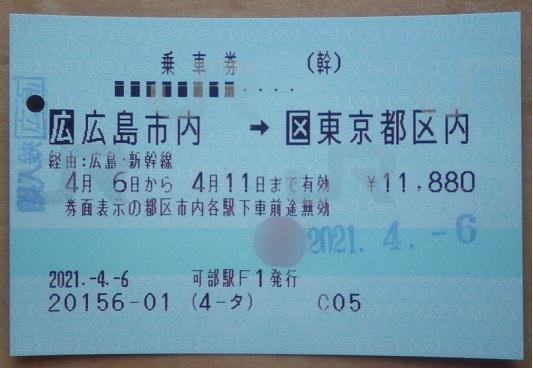 乗車券 (幹)
広 広島市内 → 区 東京都区内
経由:広島・新幹線
4月 6日から 4月11日まで有効 ¥11,880
券面表示の都区市内各駅下車前途無効
2021. 4. -6
2021.-4.-6 可部駅F1発行
20156-01 (4-タ) C05